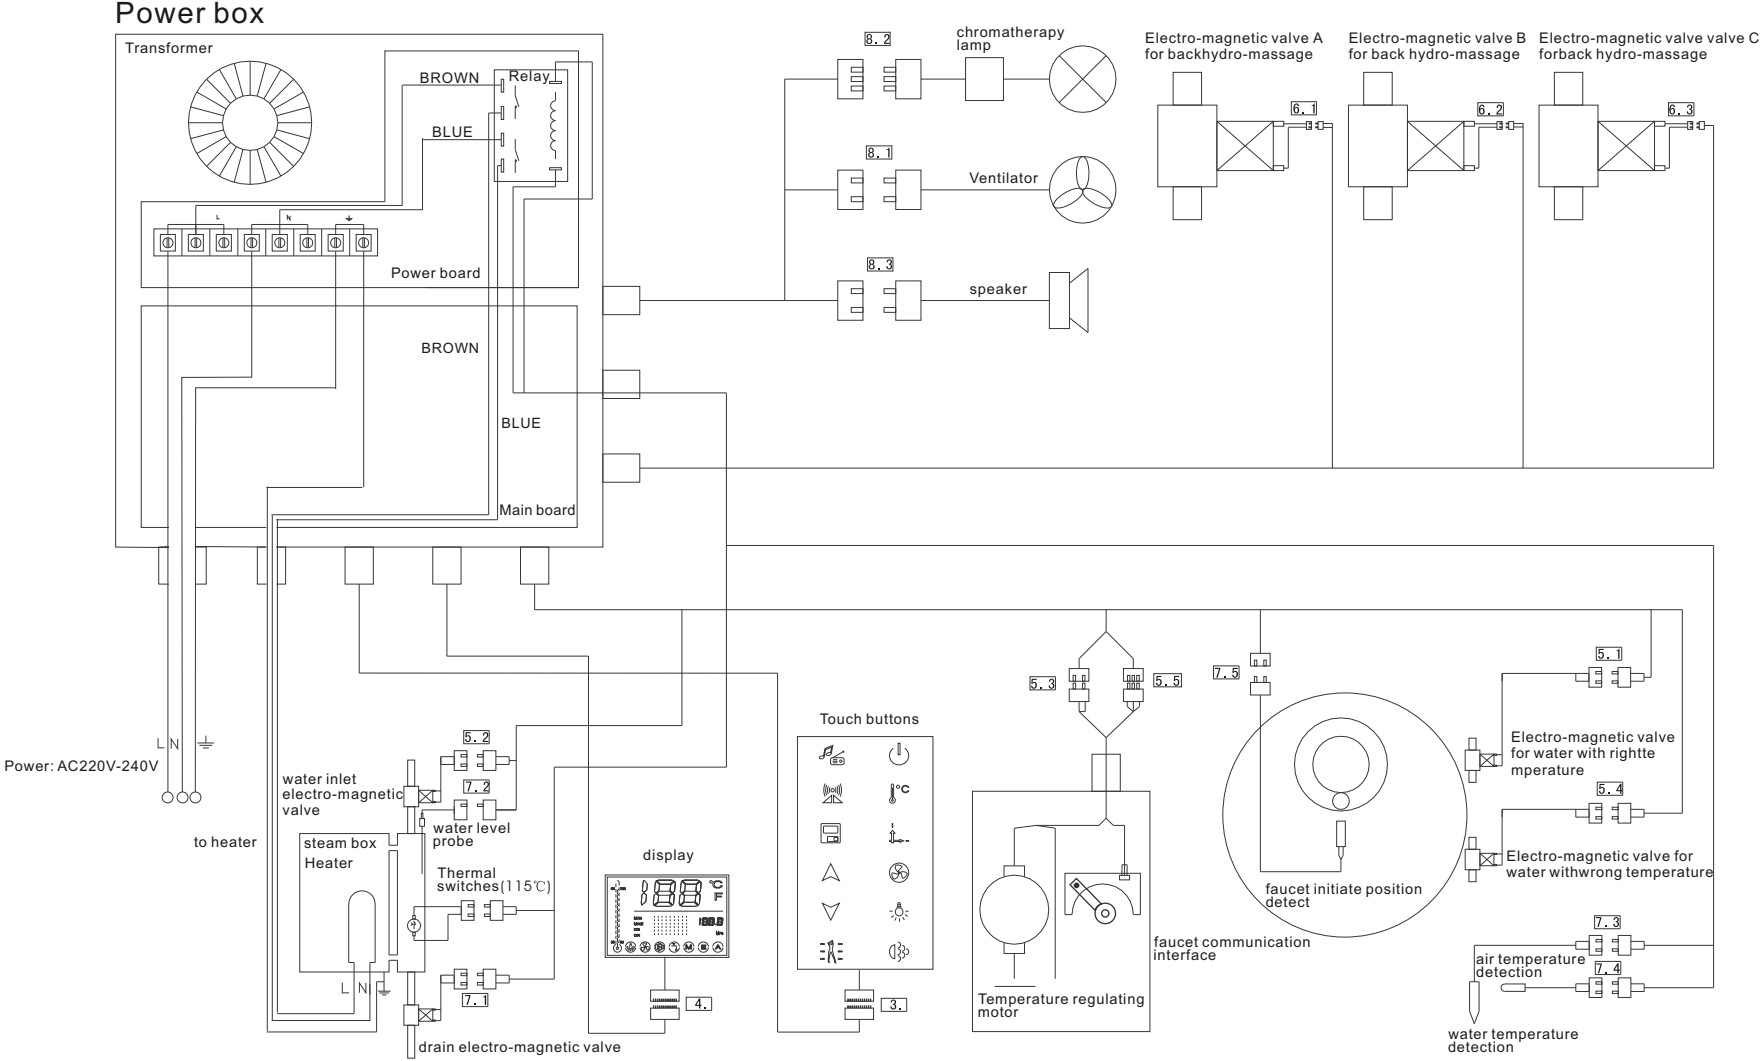 Power box
Transformer
BROWN
Relay
BLUE
L
N
Power board
BROWN
BLUE
Main board
8.2
chromatherapy
lamp
8.1
Ventilator
8.3
speaker
Electro-magnetic valve A
for backhydro-massage
6.1
Electro-magnetic valve B
for back hydro-massage
6.2
Electro-magnetic valve valve C
forback hydro-massage
6.3
L N
Power: AC220V-240V
to heater
water inlet
electro-magnetic
valve
5.2
7.2
water level
probe
steam box
Heater
Thermal
switches(115℃)
L N
7.1
drain electro-magnetic valve
display
188 °C
F
188.8
M
A
4.
Touch buttons
°C
3.
5.3
5.5
Temperature regulating
motor
faucet communication
interface
7.5
faucet initiate position
detect
5.1
Electro-magnetic valve
for water with rightte
mperature
5.4
Electro-magnetic valve for
water withwrong temperature
7.3
air temperature
detection
7.4
water temperature
detection